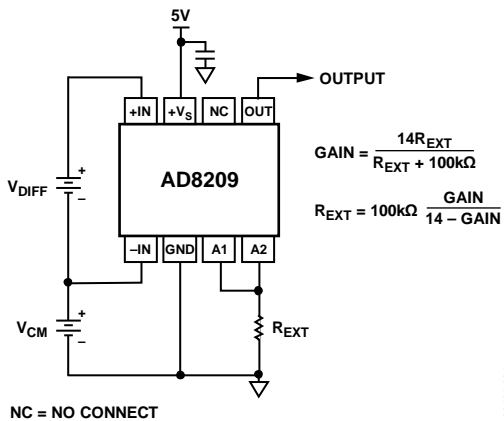 5V
OUTPUT
+IN +VS NC OUT
GAIN = 14REXT / REXT + 100kΩ
AD8209
VDIFF
+
–
REXT = 100kΩ GAIN / 14 – GAIN
–IN GND A1 A2
VCM
+
–
REXT
NC = NO CONNECT